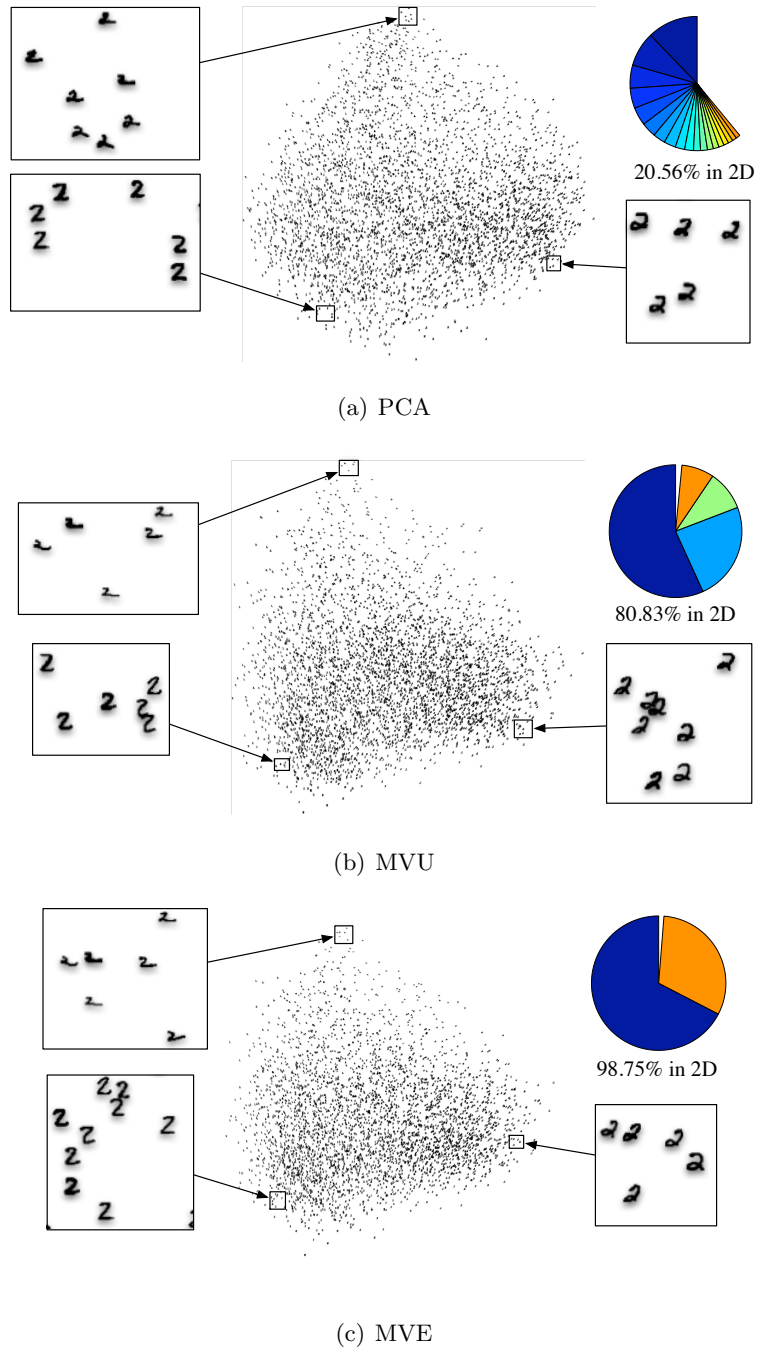 20.56% in 2D
(a) PCA
80.83% in 2D
(b) MVU
98.75% in 2D
(c) MVE